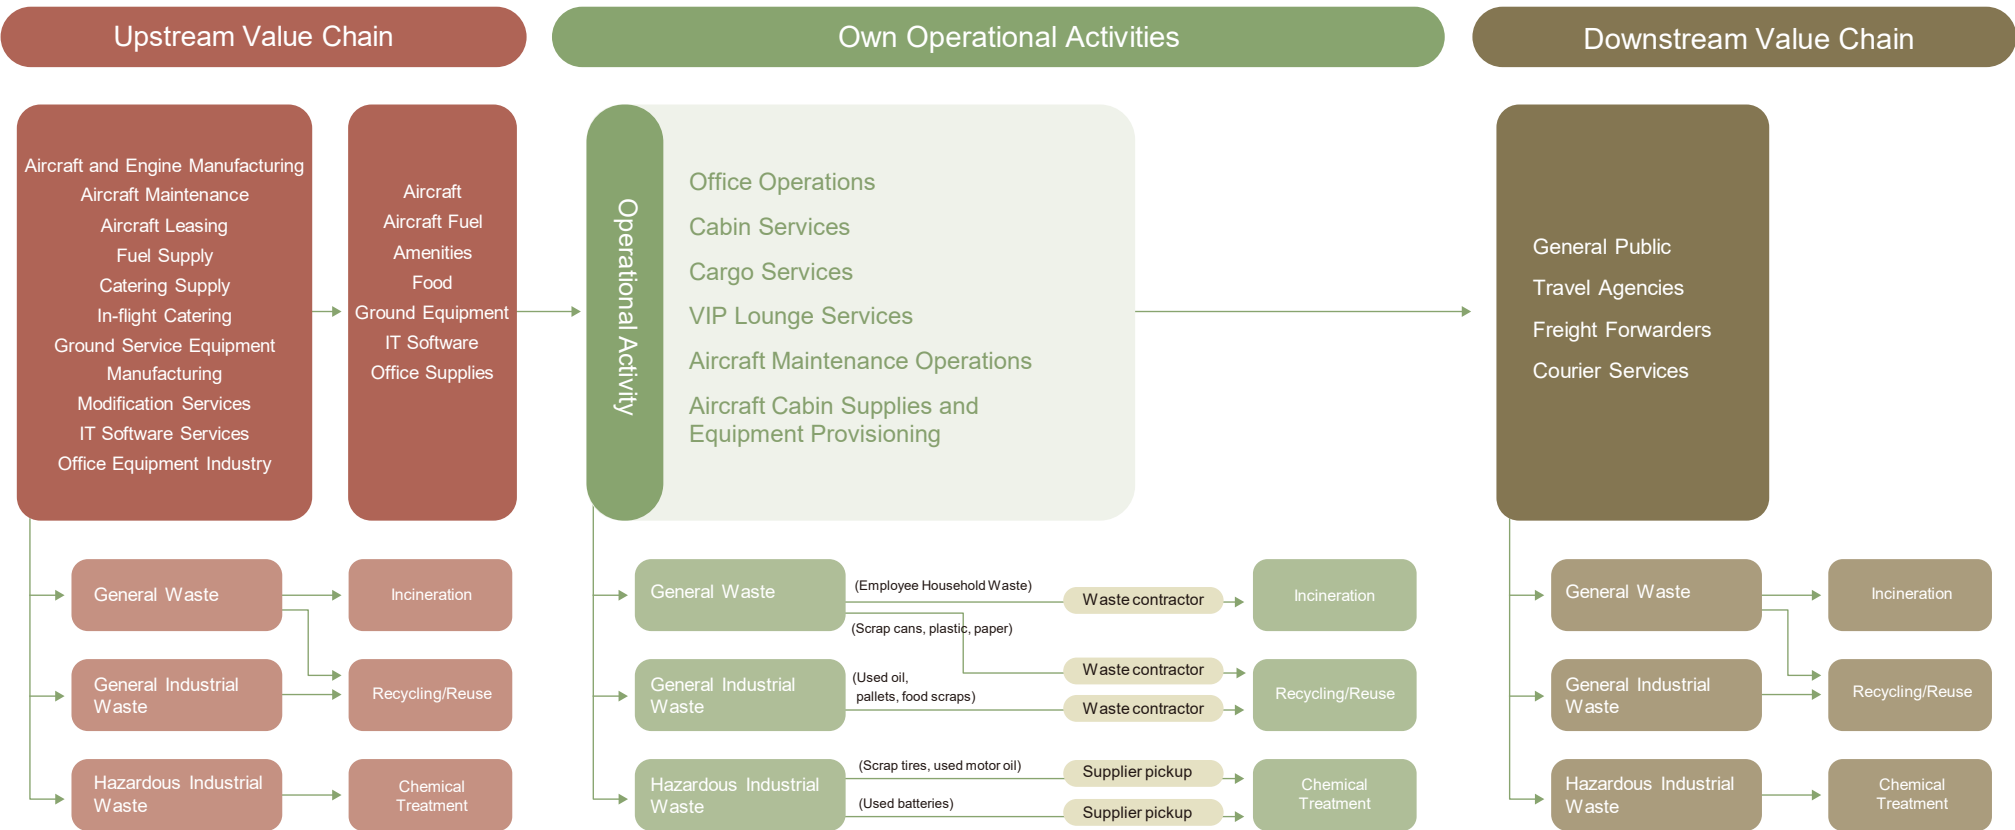 Upstream Value Chain
Own Operational Activities
Downstream Value Chain
Aircraft and Engine Manufacturing
Aircraft Maintenance
Aircraft Leasing
Fuel Supply
Catering Supply
In-flight Catering
Ground Service Equipment
Manufacturing
Modification Services
IT Software Services
Office Equipment Industry
Aircraft
Aircraft Fuel
Amenities
Food
Ground Equipment
IT Software
Office Supplies
Operational Activity
Office Operations
Cabin Services
Cargo Services
VIP Lounge Services
Aircraft Maintenance Operations
Aircraft Cabin Supplies and
Equipment Provisioning
General Public
Travel Agencies
Freight Forwarders
Courier Services
General Waste
Incineration
General Industrial
Waste
Recycling/Reuse
Hazardous Industrial
Waste
Chemical
Treatment
General Waste
(Employee Household Waste)
Waste contractor
Incineration
(Scrap cans, plastic, paper)
Waste contractor
General Industrial
Waste
(Used oil,
pallets, food scraps)
Waste contractor
Recycling/Reuse
Hazardous Industrial
Waste
(Scrap tires, used motor oil)
Supplier pickup
(Used batteries)
Supplier pickup
Chemical
Treatment
General Waste
Incineration
General Industrial
Waste
Recycling/Reuse
Hazardous Industrial
Waste
Chemical
Treatment